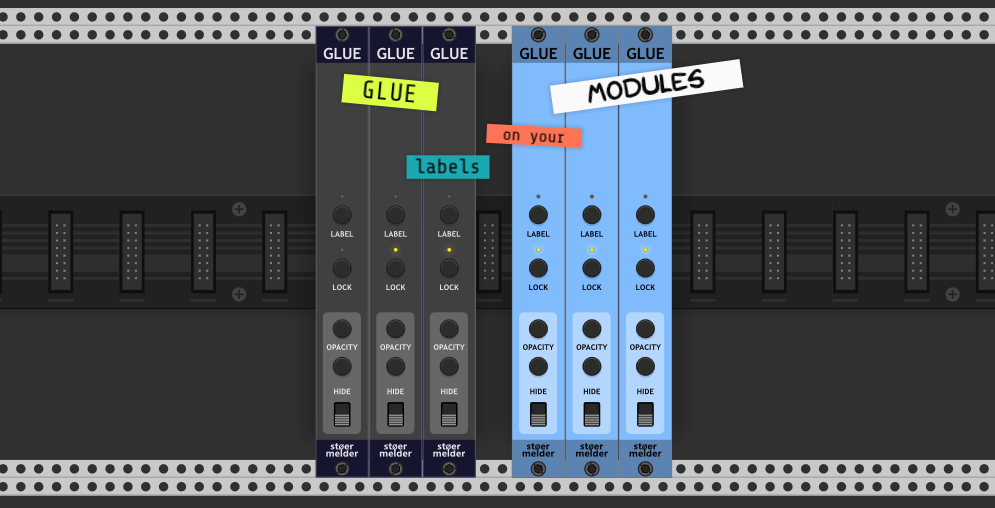 GLUE GLUE GLUE
GLUE GLUE GLUE
GLUE
MODULES
on your
labels
LABEL LABEL LABEL
LABEL LABEL LABEL
LOCK LOCK LOCK
LOCK LOCK LOCK
OPACITY OPACITY OPACITY
OPACITY OPACITY OPACITY
HIDE HIDE HIDE
HIDE HIDE HIDE
støer støer støer
melder melder melder
støer støer støer
melder melder melder